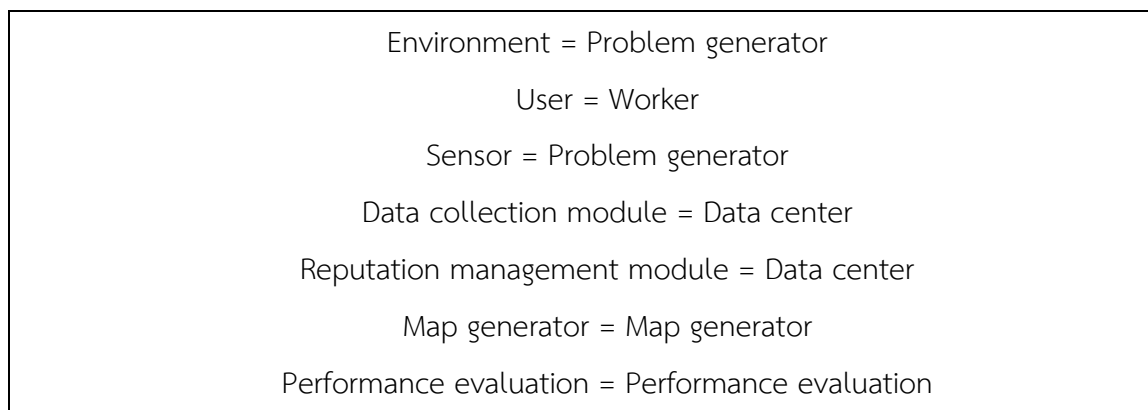 Environment = Problem generator
User = Worker
Sensor = Problem generator
Data collection module = Data center
Reputation management module = Data center
Map generator = Map generator
Performance evaluation = Performance evaluation